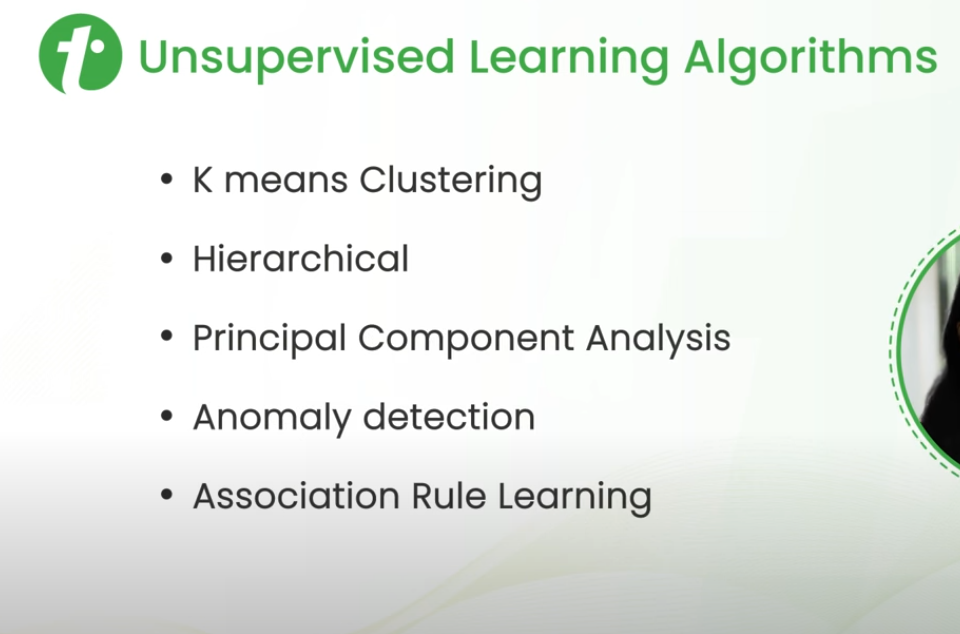 Unsupervised Learning Algorithms
• K means Clustering
• Hierarchical
• Principal Component Analysis
• Anomaly detection
• Association Rule Learning